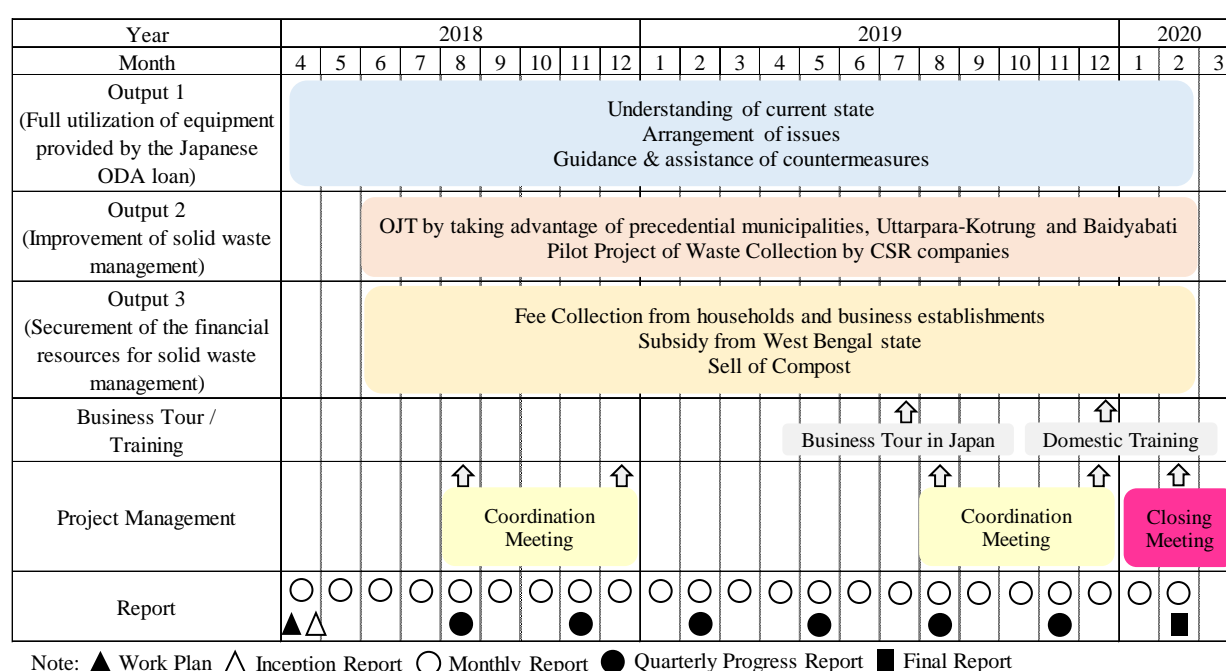 Year 2018 2019 2020
Month 4 5 6 7 8 9 10 11 12 1 2 3 4 5 6 7 8 9 10 11 12 1 2 3
Output 1
(Full utilization of equipment
provided by the Japanese
ODA loan)
Understanding of current state
Arrangement of issues
Guidance & assistance of countermeasures
Output 2
(Improvement of solid waste
management)
OJT by taking advantage of precedential municipalities, Uttarpara-Kotrung and Baidyabati
Pilot Project of Waste Collection by CSR companies
Output 3
(Securement of the financial
resources for solid waste
management)
Fee Collection from households and business establishments
Subsidy from West Bengal state
Sell of Compost
Business Tour /
Training
Business Tour in Japan
Domestic Training
Project Management
Coordination
Meeting
Coordination
Meeting
Closing
Meeting
Report
Note: ▲ Work Plan △ Inception Report ○ Monthly Report ● Quarterly Progress Report ■ Final Report